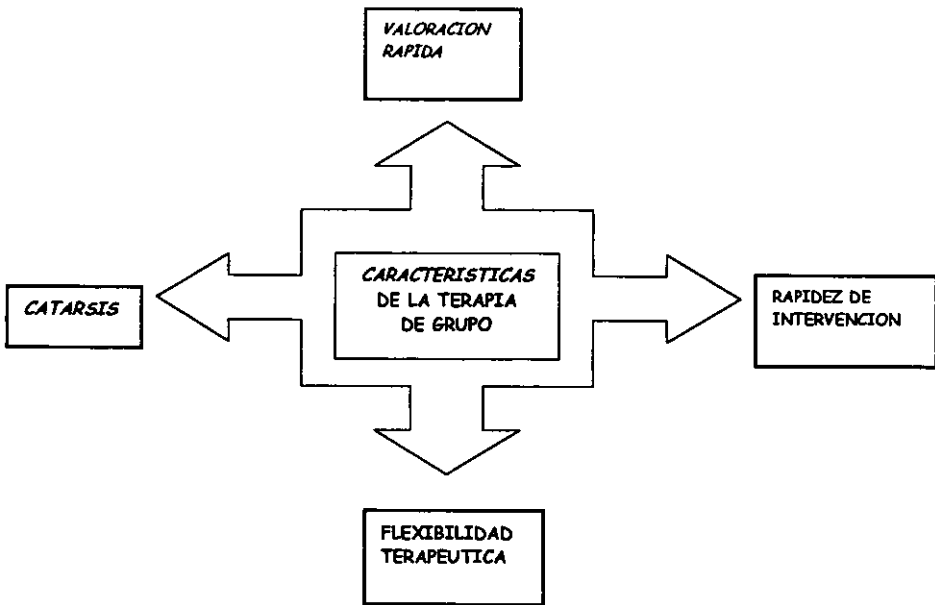 VALORACION
RAPIDA
CATARSIS
CARACTERISTICAS
DE LA TERAPIA
DE GRUPO
RAPIDEZ DE
INTERVENCION
FLEXIBILIDAD
TERAPEUTICA